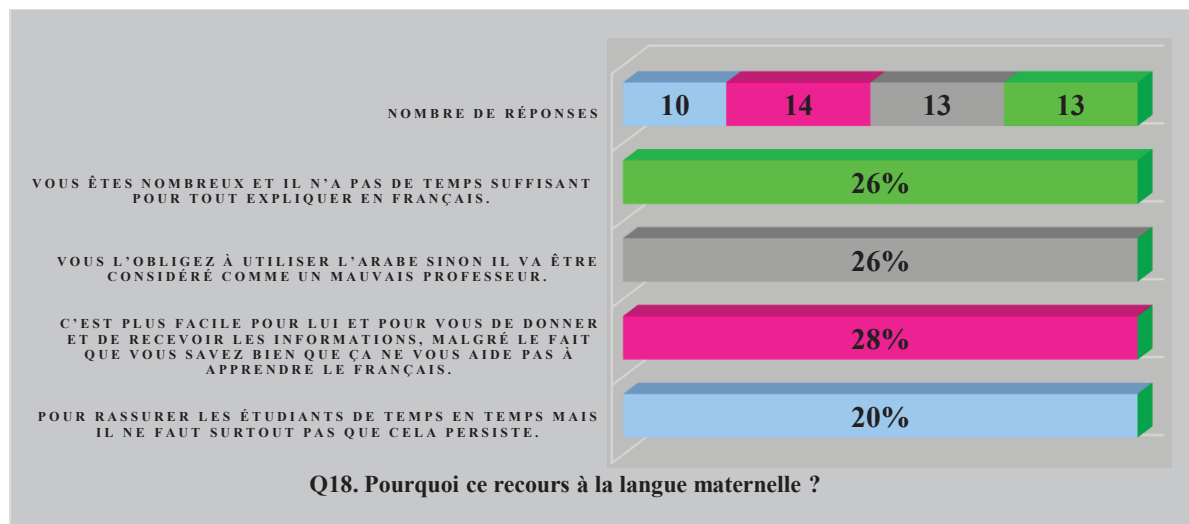 NOMBRE DE RÉPONSES
10 14 13 13
VOUS ÊTES NOMBREUX ET IL N'A PAS DE TEMPS SUFFISANT
POUR TOUT EXPLIQUER EN FRANÇAIS.
26%
VOUS L'OBLIGEZ À UTILISER L'ARABE SINON IL VA ÊTRE
CONSIDÉRÉ COMME UN MAUVAIS PROFESSEUR.
26%
C'EST PLUS FACILE POUR LUI ET POUR VOUS DE DONNER
ET DE RECEVOIR LES INFORMATIONS, MALGRÉ LE FAIT
QUE VOUS SAVEZ BIEN QUE ÇA NE VOUS AIDE PAS À
APPRENDRE LE FRANÇAIS.
28%
POUR RASSURER LES ÉTUDIANTS DE TEMPS EN TEMPS MAIS
IL NE FAUT SURTOUT PAS QUE CELA PERSISTE.
20%
Q18. Pourquoi ce recours à la langue maternelle ?